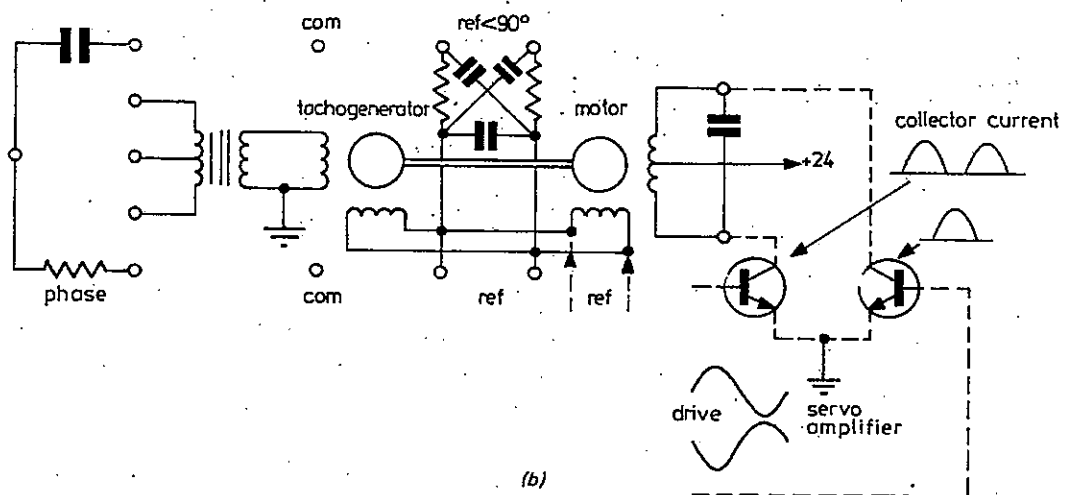 com
ref<90°
tachogenerator
motor
collector current
+24
phase
com
ref
ref
drive
servo
amplifier
(b)